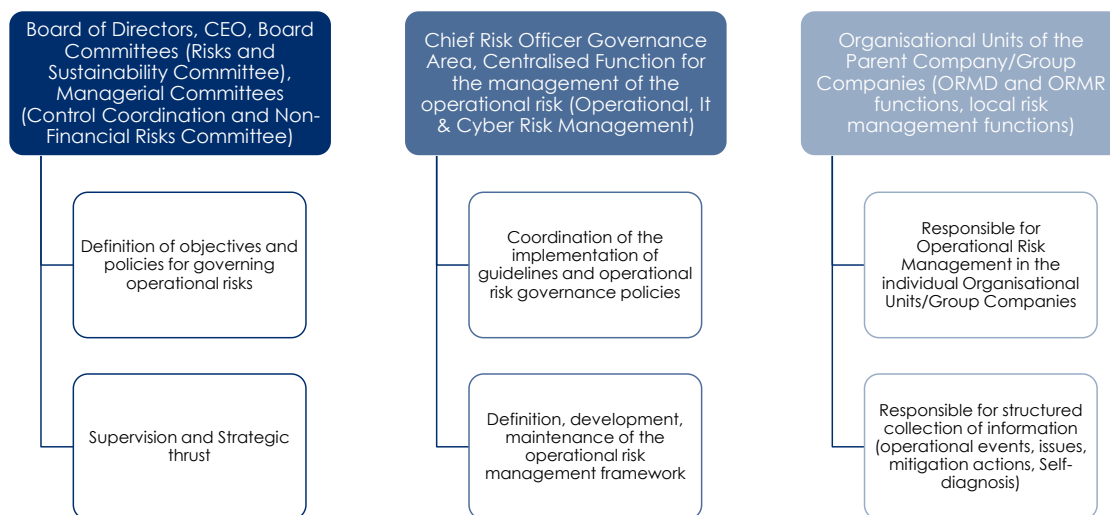 Board of Directors, CEO, Board
Committees (Risks and
Sustainability Committee),
Managerial Committees
(Control Coordination and Non-
Financial Risks Committee)
Definition of objectives and
policies for governing
operational risks
Supervision and Strategic
thrust
Chief Risk Officer Governance
Area, Centralised Function for
the management of the
operational risk (Operational, It
& Cyber Risk Management)
Coordination of the
implementation of
guidelines and operational
risk governance policies
Definition, development,
maintenance of the
operational risk
management framework
Organisational Units of the
Parent Company/Group
Companies (ORMD and ORMR
functions, local risk
management functions)
Responsible for
Operational Risk
Management in the
individual Organisational
Units/Group Companies
Responsible for structured
collection of information
(operational events, issues,
mitigation actions, Self-
diagnosis)